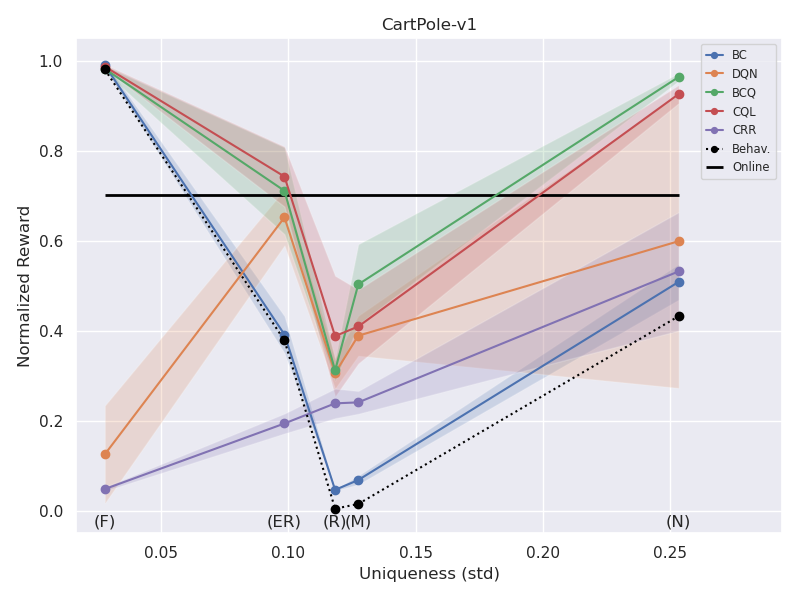 CartPole-v1
Normalized Reward
1.0
0.8
0.6
0.4
0.2
0.0
BC
DQN
BCQ
CQL
CRR
Behav.
Online
(F)
(ER)
(R)
(M)
(N)
0.05
0.10
0.15
0.20
0.25
Uniqueness (std)